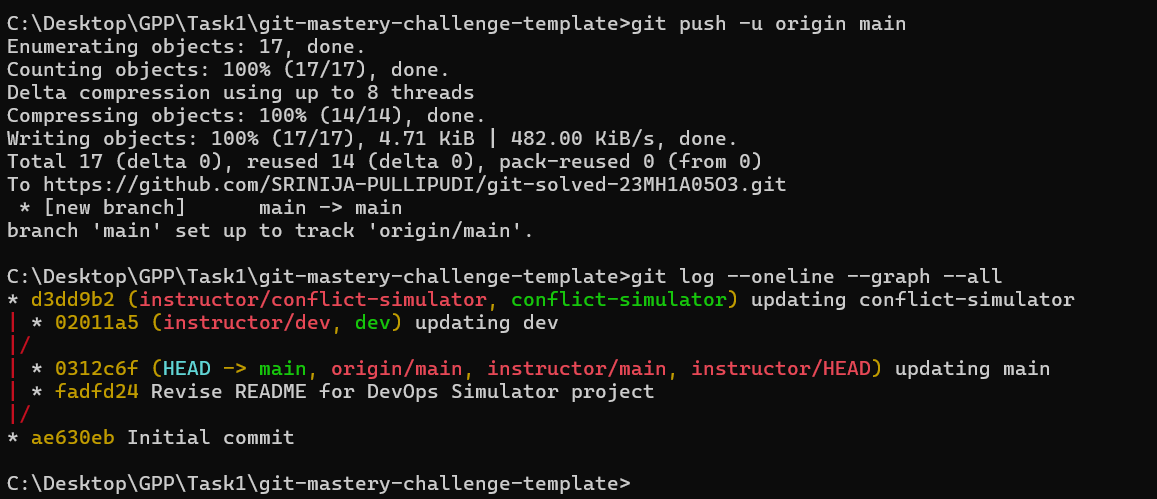 C:\Desktop\GPP\Task1\git-mastery-challenge-template>git push -u origin main
Enumerating objects: 17, done.
Counting objects: 100% (17/17), done.
Delta compression using up to 8 threads
Compressing objects: 100% (14/14), done.
Writing objects: 100% (17/17), 4.71 KiB | 482.00 KiB/s, done.
Total 17 (delta 0), reused 14 (delta 0), pack-reused 0 (from 0)
To https://github.com/SRINIJA-PULLIPUDI/git-solved-23MH1A05O3.git
 * [new branch]      main -> main
branch 'main' set up to track 'origin/main'.

C:\Desktop\GPP\Task1\git-mastery-challenge-template>git log --oneline --graph --all
* d3dd9b2 (instructor/conflict-simulator, conflict-simulator) updating conflict-simulator
| * 02011a5 (instructor/dev, dev) updating dev
|/
| * 0312c6f (HEAD -> main, origin/main, instructor/main, instructor/HEAD) updating main
| * fadfd24 Revise README for DevOps Simulator project
|/
* ae630eb Initial commit

C:\Desktop\GPP\Task1\git-mastery-challenge-template>